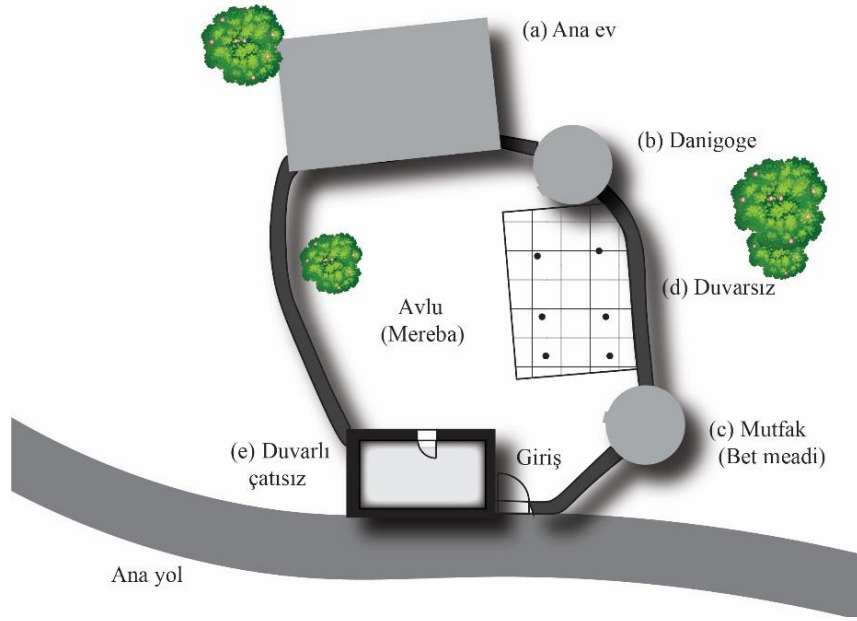 (a) Ana ev
(b) Danigoge
(d) Duvarsız
Avlu
(Mereba)
(c) Mutfak
(Bet meadi)
(e) Duvarlı
çatısız
Giriş
Ana yol